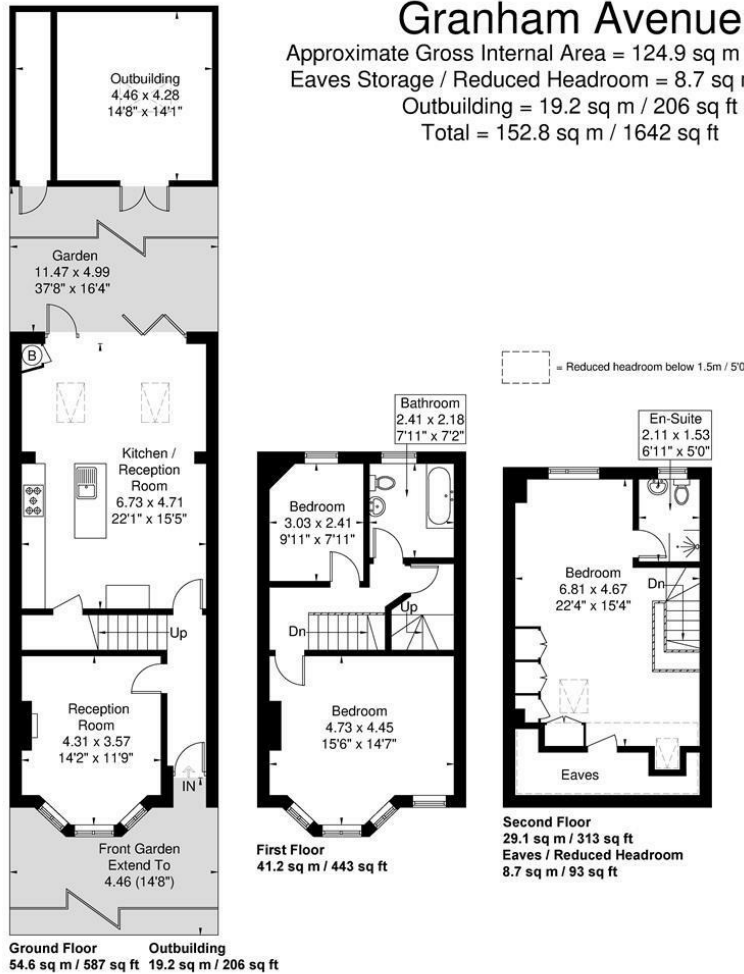 Granham Avenue
Approximate Gross Internal Area = 124.9 sq m
Eaves Storage / Reduced Headroom = 8.7 sq
Outbuilding = 19.2 sq m / 206 sq ft
Total = 152.8 sq m / 1642 sq ft
Outbuilding
4.46 x 4.28
14'8" x 14'1"
Garden
11.47 x 4.99
37'8" x 16'4"
B
Kitchen /
Reception
Room
6.73 x 4.71
22'1" x 15'5"
Up
Reception
Room
4.31 x 3.57
14'2" x 11'9"
IN
Front Garden
Extend To
4.46 (14'8")
Ground Floor
54.6 sq m / 587 sq ft
Outbuilding
19.2 sq m / 206 sq ft
Bathroom
2.41 x 2.18
7'11" x 7'2"
Bedroom
3.03 x 2.41
9'11" x 7'11"
Dn
Up
Bedroom
4.73 x 4.45
15'6" x 14'7"
First Floor
41.2 sq m / 443 sq ft
= Reduced headroom below 1.5m / 5'0
En-Suite
2.11 x 1.53
6'11" x 5'0"
Bedroom
6.81 x 4.67
22'4" x 15'4"
Dn
Eaves
Second Floor
29.1 sq m / 313 sq ft
Eaves / Reduced Headroom
8.7 sq m / 93 sq ft